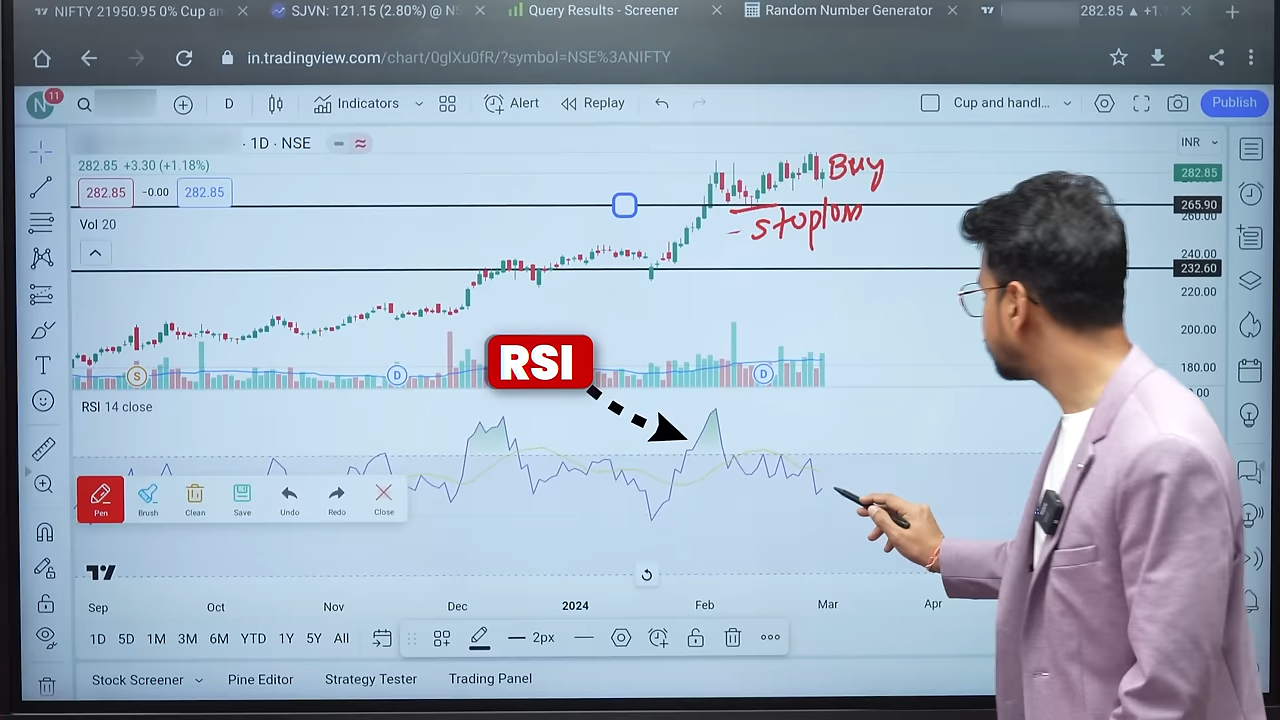 NIFTY 21950.95 0% Cup an
SJVN: 121.15 (2.80%) @ NS
Query Results - Screener
Random Number Generator
282.85 ▲ +1.
in.tradingview.com/chart/0glXu0fR/?symbol=NSE%3ANIFTY
N
11
D
Indicators
Alert
Replay
Cup and handl...
Publish
· 1D · NSE
INR
282.85 +3.30 (+1.18%)
282.85
-0.00
282.85
Vol 20
Buy
stoploss
282.85
265.90
260.00
240.00
232.60
220.00
200.00
180.00
S
D
D
RSI
RSI 14 close
Pen
Brush
Clean
Save
Undo
Redo
Close
Sep
Oct
Nov
Dec
2024
Feb
Mar
Apr
1D 5D 1M 3M 6M YTD 1Y 5Y All
2px
Stock Screener
Pine Editor
Strategy Tester
Trading Panel